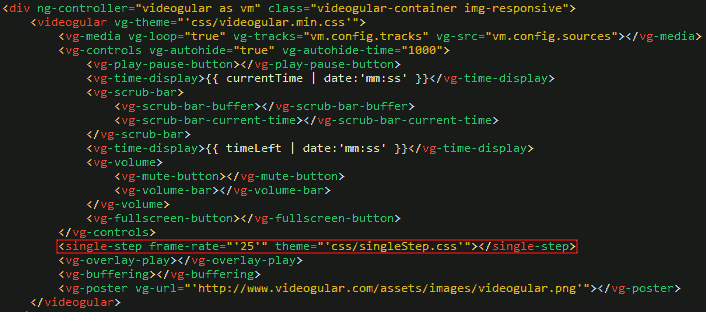 <div ng-controller="videogular as vm" class="videogular-container img-responsive">
<videogular vg-theme="'css/videogular.min.css'">
<vg-media vg-loop="true" vg-tracks="vm.config.tracks" vg-src="vm.config.sources"></vg-media>
<vg-controls vg-autohide="true" vg-autohide-time="1000">
<vg-play-pause-button></vg-play-pause-button>
<vg-time-display>{{ currentTime | date:'mm:ss' }}</vg-time-display>
<vg-scrub-bar>
<vg-scrub-bar-buffer></vg-scrub-bar-buffer>
<vg-scrub-bar-current-time></vg-scrub-bar-current-time>
</vg-scrub-bar>
<vg-time-display>{{ timeLeft | date:'mm:ss' }}</vg-time-display>
<vg-volume>
<vg-mute-button></vg-mute-button>
<vg-volume-bar></vg-volume-bar>
</vg-volume>
<vg-fullscreen-button></vg-fullscreen-button>
</vg-controls>
<single-step frame-rate="'25'" theme="'css/singleStep.css'"></single-step>
<vg-overlay-play></vg-overlay-play>
<vg-buffering></vg-buffering>
<vg-poster vg-url="'http://www.videogular.com/assets/images/videogular.png'"></vg-poster>
</videogular>